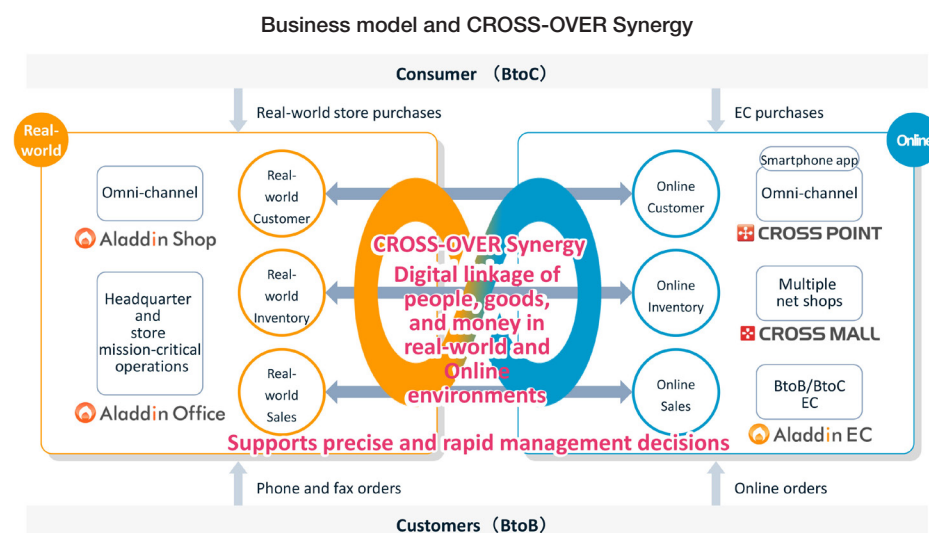 Business model and CROSS-OVER Synergy
Consumer （BtoC）
Real-world store purchases
EC purchases
Real-
world
Online
Omni-channel
Aladdin Shop
Headquarter
and
store
mission-critical
operations
Aladdin Office
Real-
world
Customer
Real-
world
Inventory
Real-
world
Sales
CROSS-OVER Synergy
Digital linkage of
people, goods,
and money in
real-world and
Online
environments
Supports precise and rapid management decisions
Online
Customer
Online
Inventory
Online
Sales
Smartphone app
Omni-channel
CROSS POINT
Multiple
net shops
CROSS MALL
BtoB/BtoC
EC
Aladdin EC
Phone and fax orders
Online orders
Customers （BtoB）